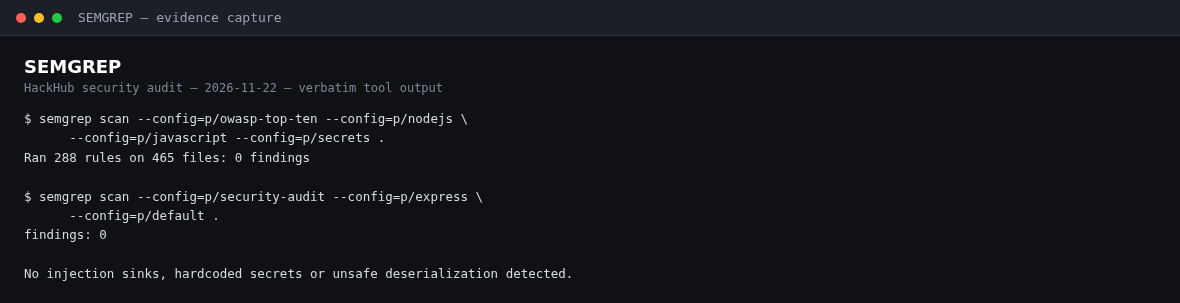 SEMGREP — evidence capture
SEMGREP
HackHub security audit — 2026-11-22 — verbatim tool output
$ semgrep scan --config=p/owasp-top-ten --config=p/nodejs \
      --config=p/javascript --config=p/secrets .
Ran 288 rules on 465 files: 0 findings
$ semgrep scan --config=p/security-audit --config=p/express \
      --config=p/default .
findings: 0
No injection sinks, hardcoded secrets or unsafe deserialization detected.